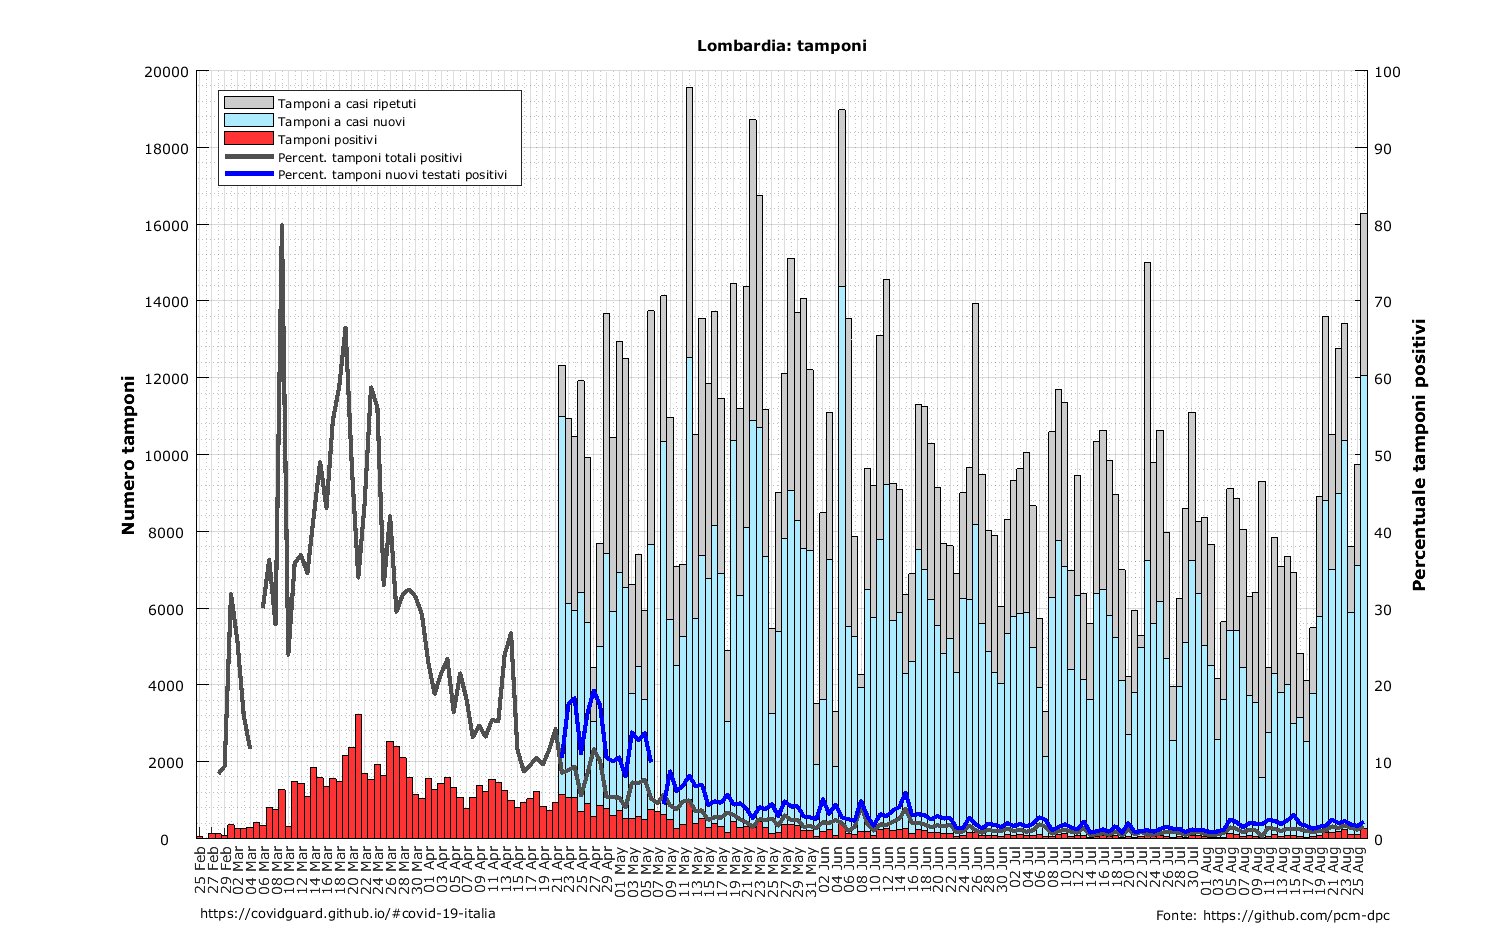 Lombardia: tamponi
20000
18000
16000
14000
12000
10000
8000
6000
4000
2000
0
Numero tamponi
Tamponi a casi ripetuti
Tamponi a casi nuovi
Tamponi positivi
Percent. tamponi totali positivi
Percent. tamponi nuovi testati positivi
100
90
80
70
60
50
40
30
20
10
0
Percentuale tamponi positivi
25 Feb
27 Feb
29 Feb
02 Mar
04 Mar
06 Mar
08 Mar
10 Mar
12 Mar
14 Mar
16 Mar
18 Mar
20 Mar
22 Mar
24 Mar
26 Mar
28 Mar
30 Mar
01 Apr
03 Apr
05 Apr
07 Apr
09 Apr
11 Apr
13 Apr
15 Apr
17 Apr
19 Apr
21 Apr
23 Apr
25 Apr
27 Apr
29 Apr
01 May
03 May
05 May
07 May
09 May
11 May
13 May
15 May
17 May
19 May
21 May
23 May
25 May
27 May
29 May
31 May
02 Jun
04 Jun
06 Jun
08 Jun
10 Jun
12 Jun
14 Jun
16 Jun
18 Jun
20 Jun
22 Jun
24 Jun
26 Jun
28 Jun
30 Jun
02 Jul
04 Jul
06 Jul
08 Jul
10 Jul
12 Jul
14 Jul
16 Jul
18 Jul
20 Jul
22 Jul
24 Jul
26 Jul
28 Jul
30 Jul
01 Aug
03 Aug
05 Aug
07 Aug
09 Aug
11 Aug
13 Aug
15 Aug
17 Aug
19 Aug
21 Aug
23 Aug
25 Aug
https://covidguard.github.io/#covid-19-italia
Fonte: https://github.com/pcm-dpc